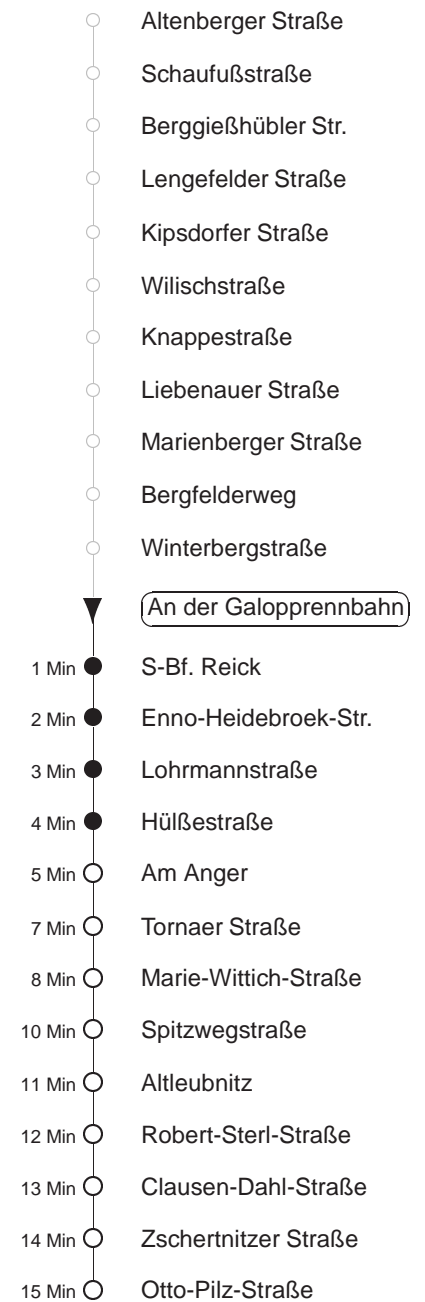 Altenberger Straße
Schaufußstraße
Berggießhübler Str.
Lengefelder Straße
Kipsdorfer Straße
Wilischstraße
Knappestraße
Liebenauer Straße
Marienberger Straße
Bergfelderweg
Winterbergstraße
An der Galopprennbahn
1 Min S-Bf. Reick
2 Min Enno-Heidebroek-Str.
3 Min Lohrmannstraße
4 Min Hülßestraße
5 Min Am Anger
7 Min Tornaer Straße
8 Min Marie-Wittich-Straße
10 Min Spitzwegstraße
11 Min Altleubnitz
12 Min Robert-Sterl-Straße
13 Min Clausen-Dahl-Straße
14 Min Zschertnitzer Straße
15 Min Otto-Pilz-Straße